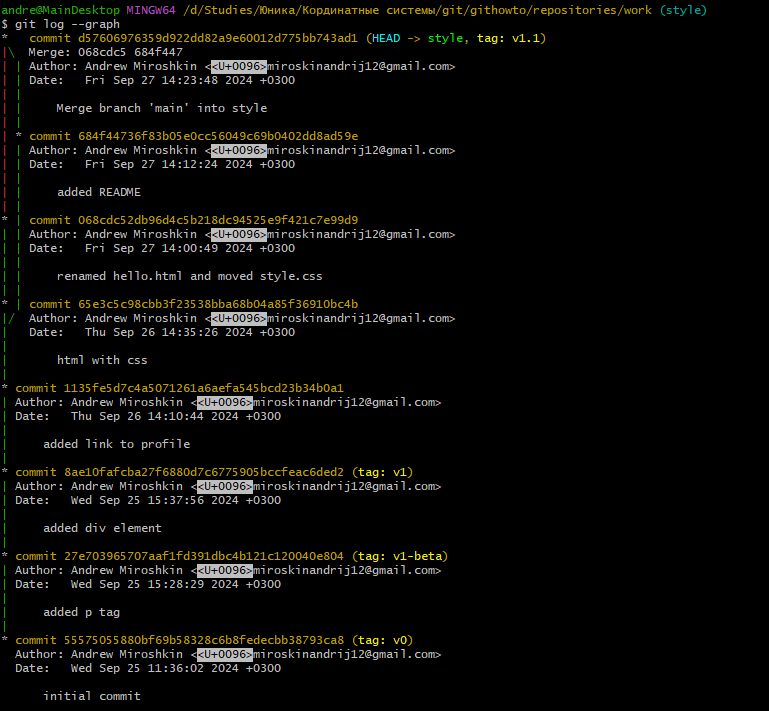 andre@MainDesktop MINGW64 /d/Studies/Юника/Кординатные системы/git/githowto/repositories/work (style)
$ git log --graph
*   commit d57606976359d922dd82a9e60012d775bb743ad1 (HEAD -> style, tag: v1.1)
|\  Merge: 068cdc5 684f447
| | Author: Andrew Miroshkin <<U+0096>miroskinandrij12@gmail.com>
| | Date:   Fri Sep 27 14:23:48 2024 +0300
| |
| |     Merge branch 'main' into style
| |
| * commit 684f44736f83b05e0cc56049c69b0402dd8ad59e
| | Author: Andrew Miroshkin <<U+0096>miroskinandrij12@gmail.com>
| | Date:   Fri Sep 27 14:12:24 2024 +0300
| |
| |     added README
| |
* | commit 068cdc52db96d4c5b218dc94525e9f421c7e99d9
| | Author: Andrew Miroshkin <<U+0096>miroskinandrij12@gmail.com>
| | Date:   Fri Sep 27 14:00:49 2024 +0300
| |
| |     renamed hello.html and moved style.css
| |
* | commit 65e3c5c98cbb3f23538bba68b04a85f36910bc4b
|/  Author: Andrew Miroshkin <<U+0096>miroskinandrij12@gmail.com>
|   Date:   Thu Sep 26 14:35:26 2024 +0300
|
|       html with css
|
* commit 1135fe5d7c4a5071261a6aefa545bcd23b34b0a1
| Author: Andrew Miroshkin <<U+0096>miroskinandrij12@gmail.com>
| Date:   Thu Sep 26 14:10:44 2024 +0300
|
|     added link to profile
|
* commit 8ae10fafcba27f6880d7c6775905bccfeac6ded2 (tag: v1)
| Author: Andrew Miroshkin <<U+0096>miroskinandrij12@gmail.com>
| Date:   Wed Sep 25 15:37:56 2024 +0300
|
|     added div element
|
* commit 27e703965707aaf1fd391dbc4b121c120040e804 (tag: v1-beta)
| Author: Andrew Miroshkin <<U+0096>miroskinandrij12@gmail.com>
| Date:   Wed Sep 25 15:28:29 2024 +0300
|
|     added p tag
|
* commit 55575055880bf69b58328c6b8fedecbb38793ca8 (tag: v0)
  Author: Andrew Miroshkin <<U+0096>miroskinandrij12@gmail.com>
  Date:   Wed Sep 25 11:36:02 2024 +0300

      initial commit